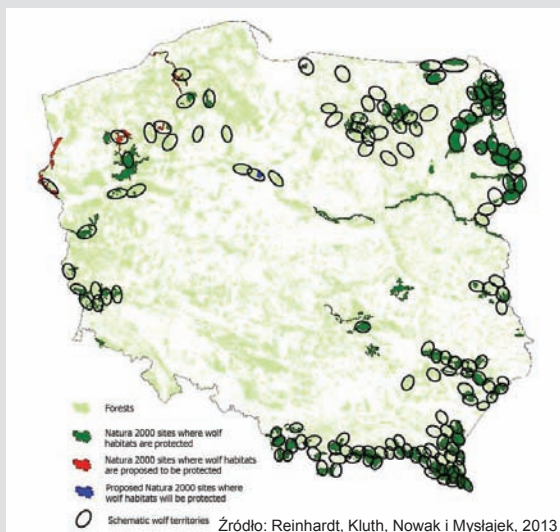 Forests
Natura 2000 sites where wolf
habitats are protected
Natura 2000 sites where wolf habitats
are proposed to be protected
Proposed Natura 2000 sites where
wolf habitats will be protected
Schematic wolf territories
Źródło: Reinhardt, Kluth, Nowak i Mysłajek, 2013